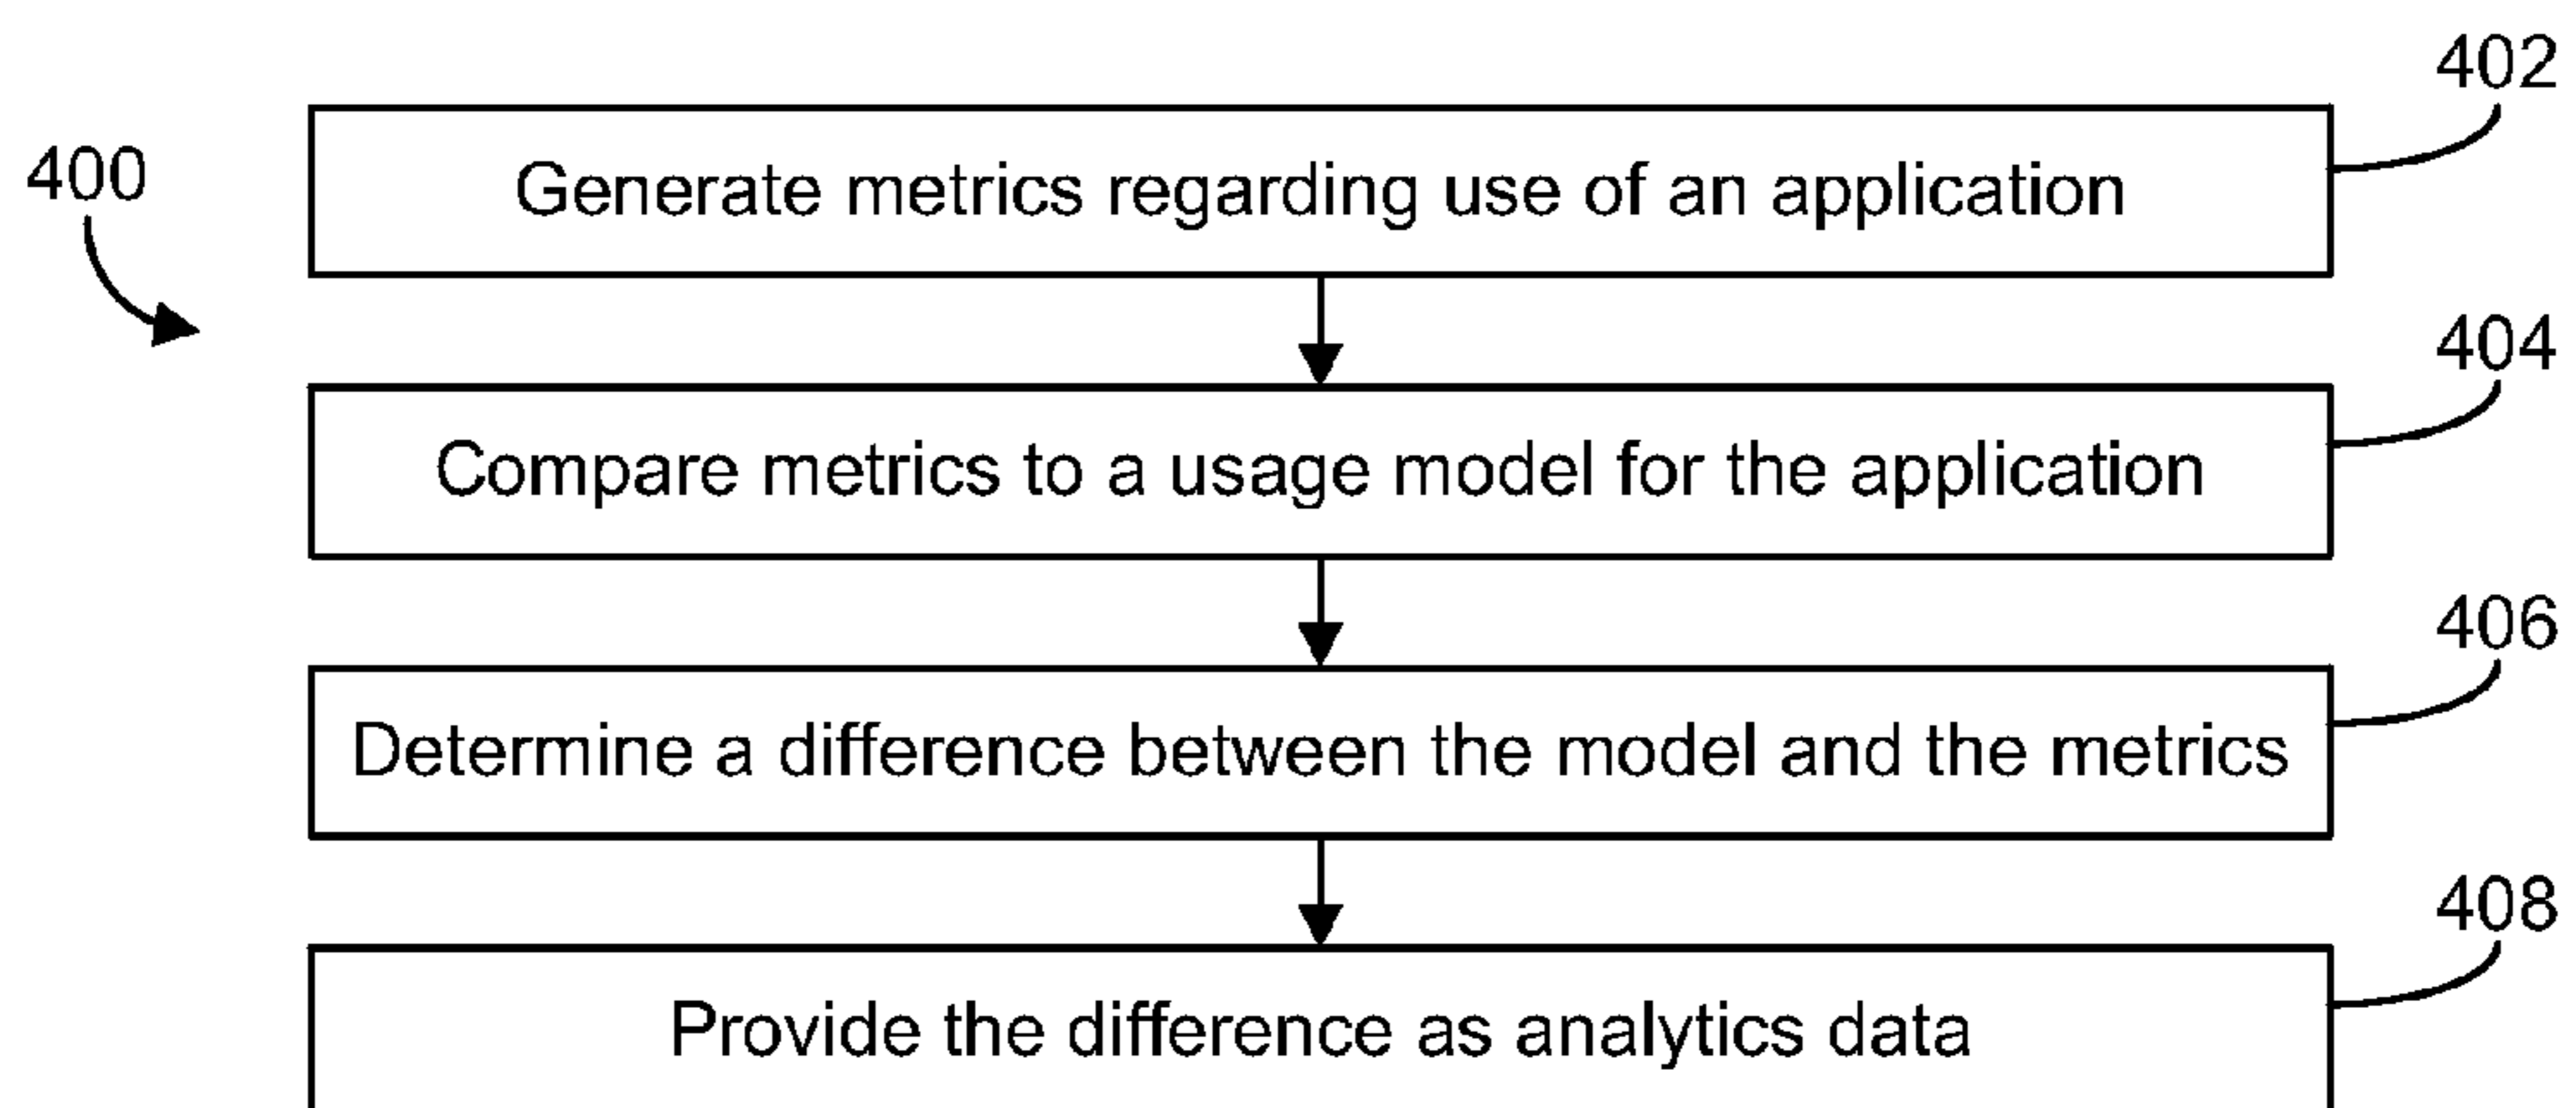 402
400
Generate metrics regarding use of an application
404
Compare metrics to a usage model for the application
406
Determine a difference between the model and the metrics
408
Provide the difference as analytics data